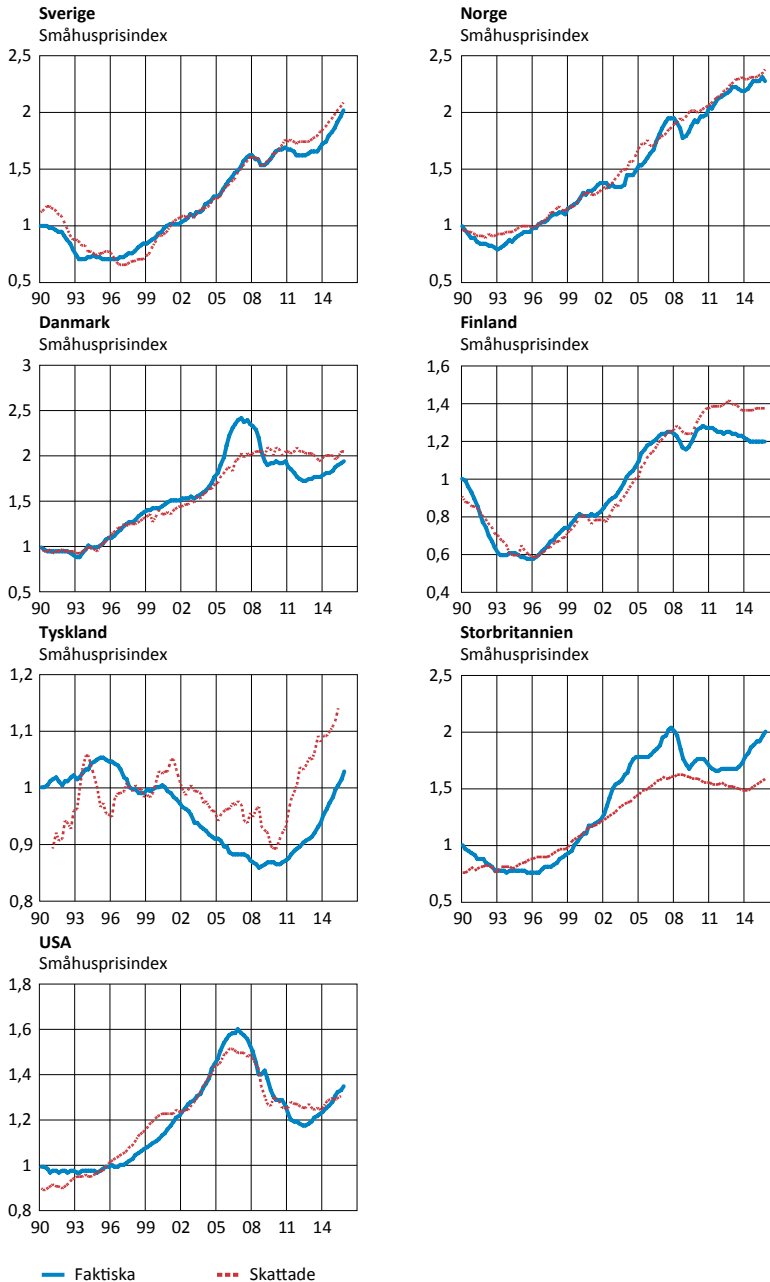 Sverige
Småhusprisindex
2,5
2
1,5
1
0,5
90 93 96 99 02 05 08 11 14
Norge
Småhusprisindex
2,5
2
1,5
1
0,5
90 93 96 99 02 05 08 11 14
Danmark
Småhusprisindex
3
2,5
2
1,5
1
0,5
90 93 96 99 02 05 08 11 14
Finland
Småhusprisindex
1,6
1,4
1,2
1
0,8
0,6
0,4
90 93 96 99 02 05 08 11 14
Tyskland
Småhusprisindex
1,2
1,1
1
0,9
0,8
90 93 96 99 02 05 08 11 14
Storbritannien
Småhusprisindex
2,5
2
1,5
1
0,5
90 93 96 99 02 05 08 11 14
USA
Småhusprisindex
1,8
1,6
1,4
1,2
1
0,8
90 93 96 99 02 05 08 11 14
Faktiska Skattade